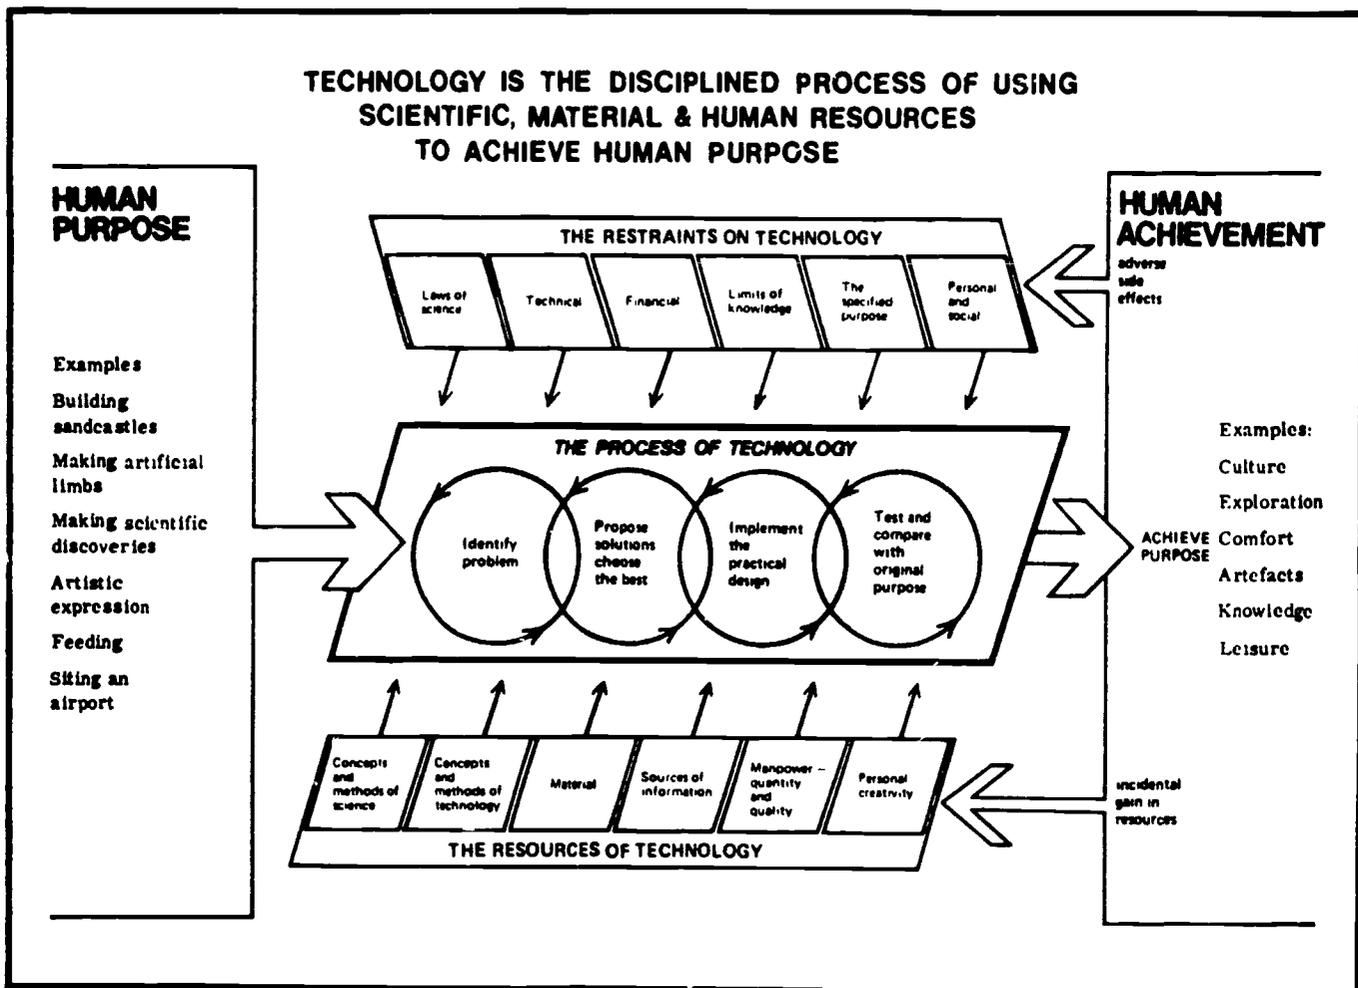 TECHNOLOGY IS THE DISCIPLINED PROCESS OF USING
SCIENTIFIC, MATERIAL & HUMAN RESOURCES
TO ACHIEVE HUMAN PURPOSE
HUMAN
PURPOSE
Examples
Building
sandcastles
Making artificial
limbs
Making scientific
discoveries
Artistic
expression
Feeding
Siting an
airport
THE RESTRAINTS ON TECHNOLOGY
Laws of
science
Technical
Financial
Limits of
knowledge
The
specified
purpose
Personal
and
social
THE PROCESS OF TECHNOLOGY
Identify
problem
Propose
solutions
choose
the best
Implement
the
practical
design
Test and
compare
with
original
purpose
Concepts
and
methods of
science
Concepts
and
methods of
technology
Material
Sources of
information
Manpower –
quantity
and
quality
Personal
creativity
THE RESOURCES OF TECHNOLOGY
HUMAN
ACHIEVEMENT
adverse
side
effects
ACHIEVE
PURPOSE
Examples:
Culture
Exploration
Comfort
Artefacts
Knowledge
Leisure
incidental
gain in
resources